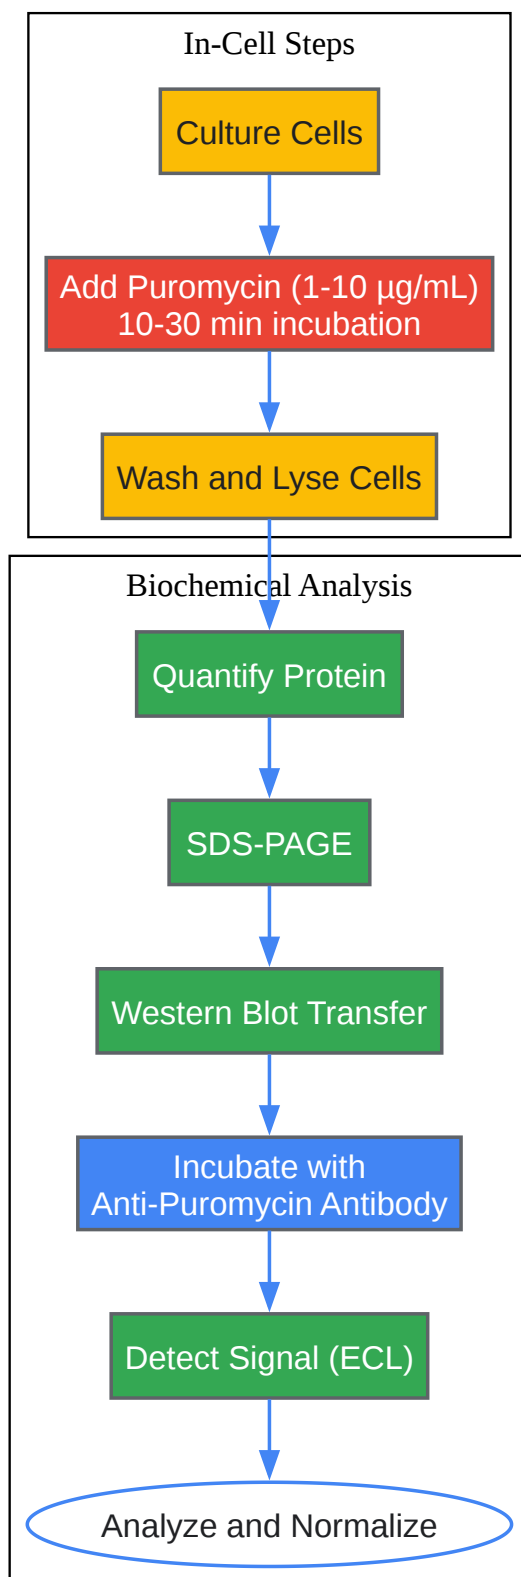 In-Cell Steps
Culture Cells
Add Puromycin (1-10 µg/mL)
10-30 min incubation
Wash and Lyse Cells
Biochemical Analysis
Quantify Protein
SDS-PAGE
Western Blot Transfer
Incubate with
Anti-Puromycin Antibody
Detect Signal (ECL)
Analyze and Normalize